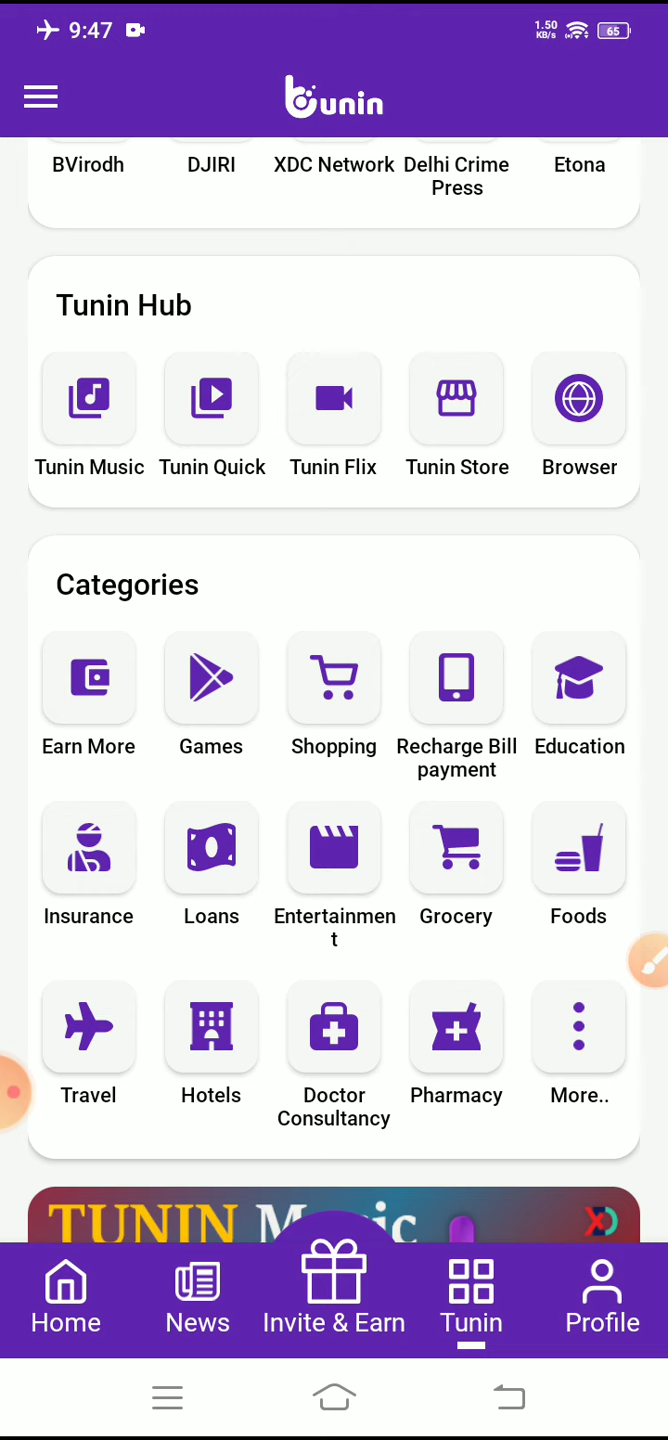 9:47
1.50
KB/s
65
tunin
BVirodh
DJIRI
XDC Network
Delhi Crime
Press
Etona
Tunin Hub
Tunin Music
Tunin Quick
Tunin Flix
Tunin Store
Browser
Categories
Earn More
Games
Shopping
Recharge Bill
payment
Education
Insurance
Loans
Entertainmen
t
Grocery
Foods
Travel
Hotels
Doctor
Consultancy
Pharmacy
More..
TUNIN Music
Home
News
Invite & Earn
Tunin
Profile